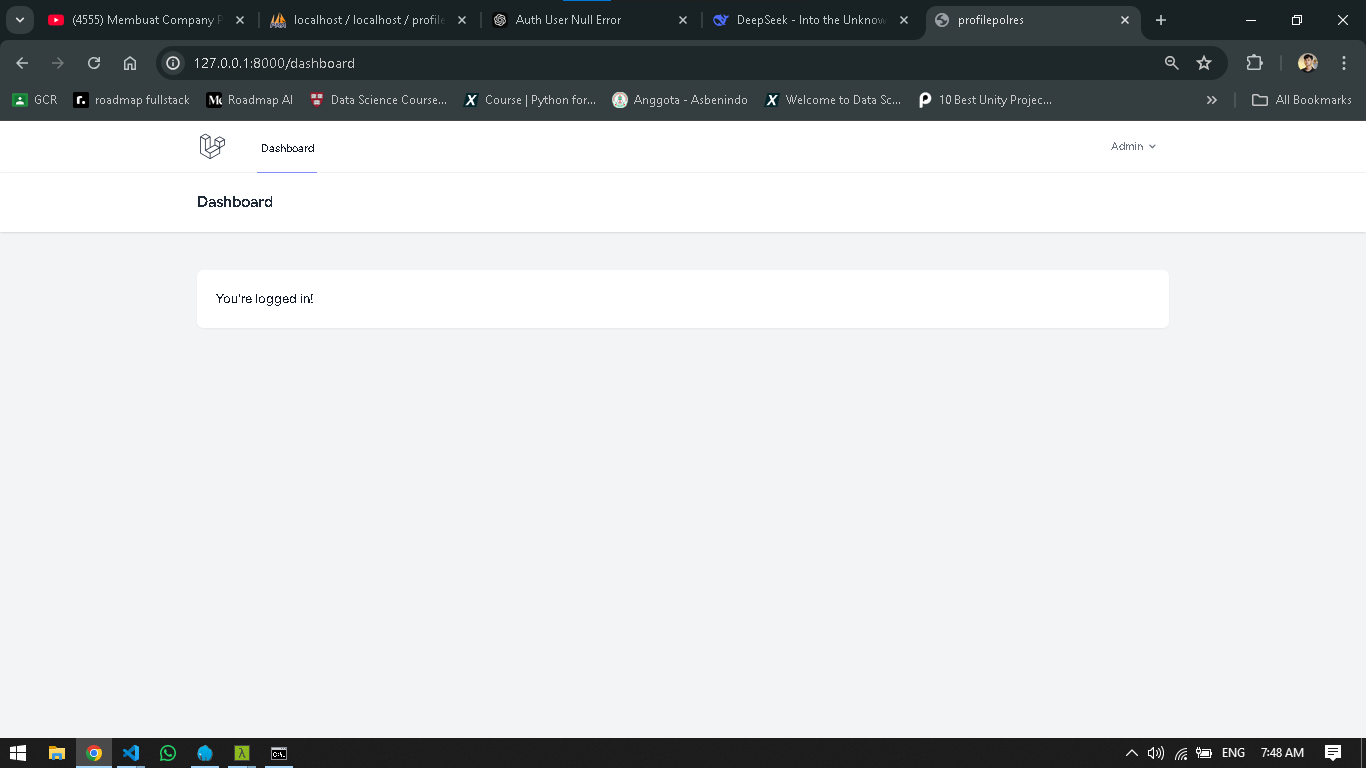 (4555) Membuat Company P
localhost / localhost / profile
Auth User Null Error
DeepSeek - Into the Unknow
profilepolres
127.0.0.1:8000/dashboard
GCR
roadmap fullstack
Roadmap AI
Data Science Course...
Course | Python for...
Anggota - Asbenindo
Welcome to Data Sc...
10 Best Unity Projec...
All Bookmarks
Dashboard
Admin
Dashboard
You're logged in!
ENG
7:48 AM